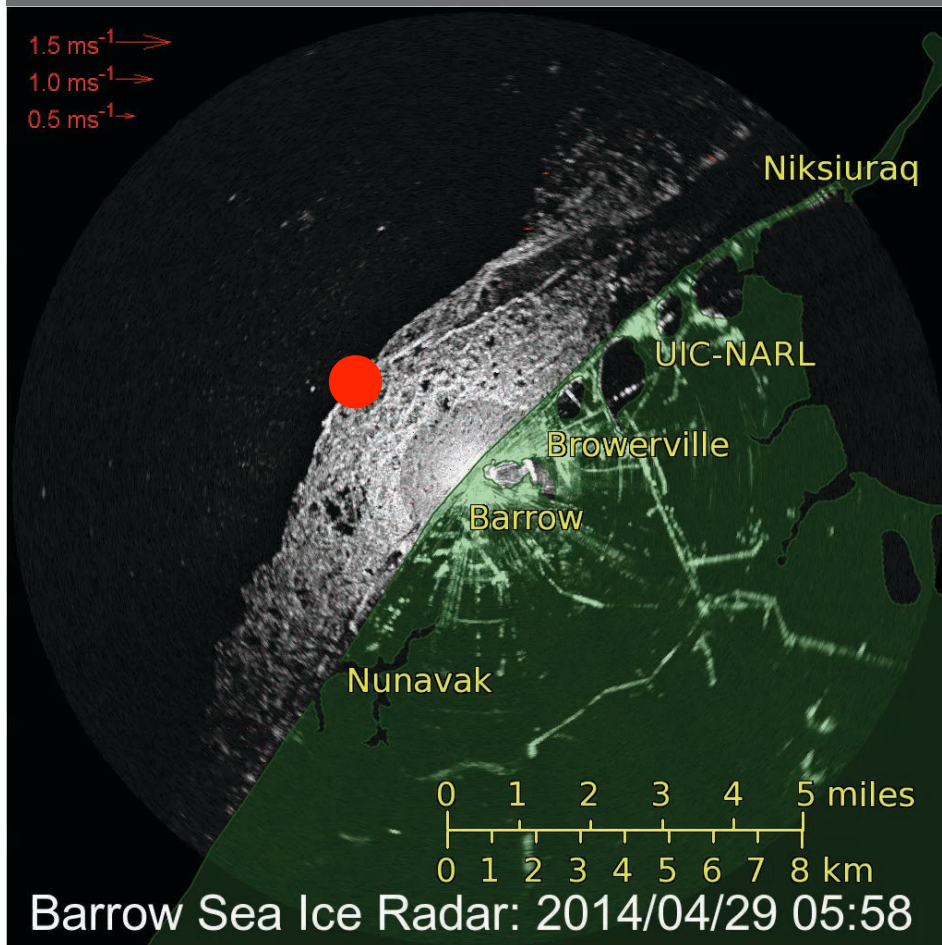 1.5 ms-1
1.0 ms-1
0.5 ms-1
Niksiuraq
UIC-NARL
Browerville
Barrow
Nunavak
0 1 2 3 4 5 miles
0 1 2 3 4 5 6 7 8 km
Barrow Sea Ice Radar: 2014/04/29 05:58